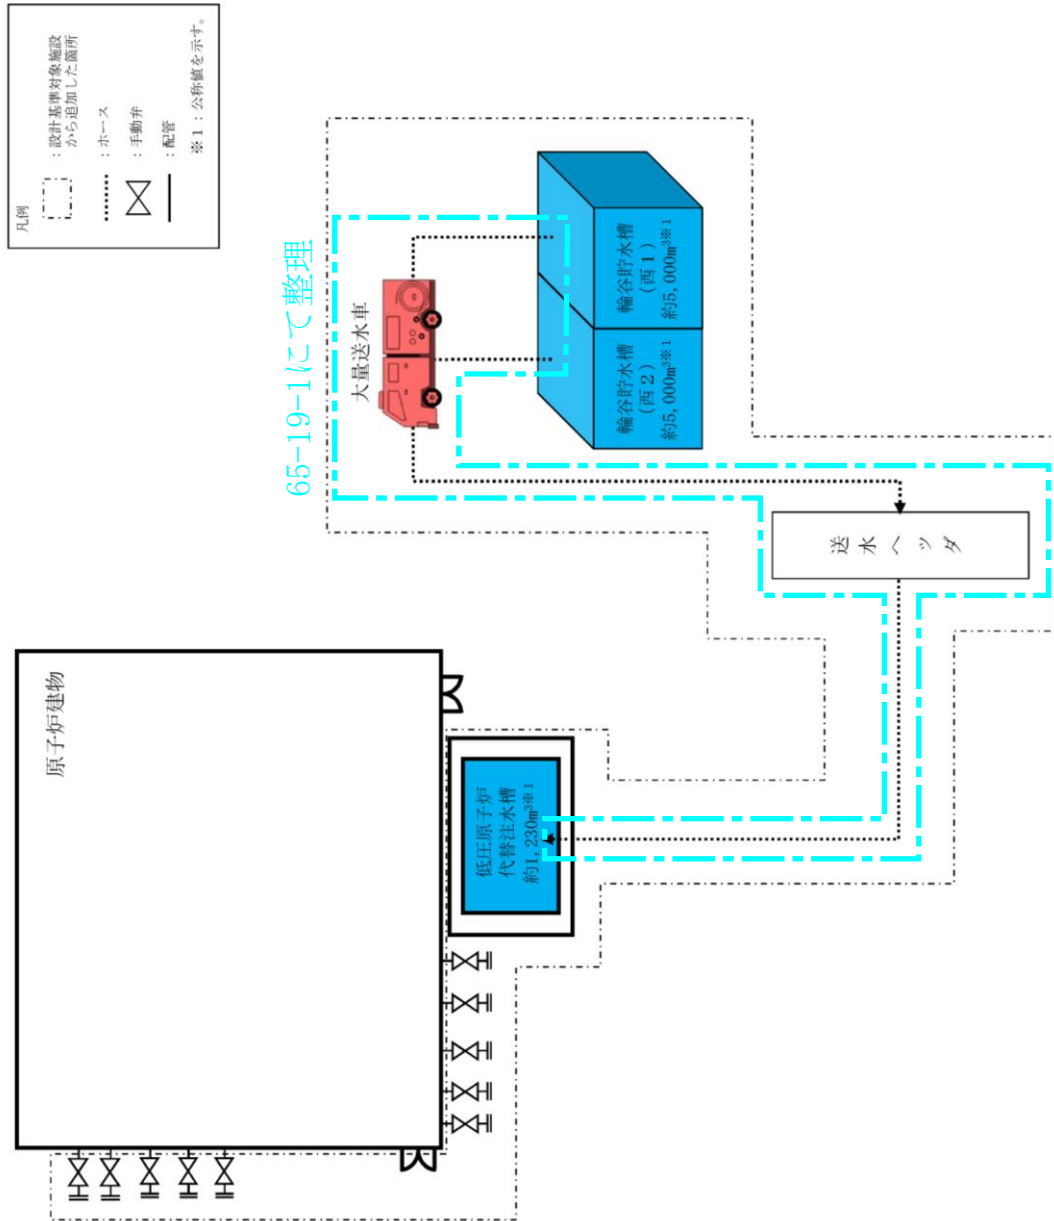 凡例
：設計基準対象施設
から追加した箇所
：ホース
：手動弁
：配管
※1：公称値を示す。
65-19-1にて整理
大量送水車
輪谷貯水槽
（西1）
約5,000m³※1
輪谷貯水槽
（西2）
約5,000m³※1
送水ヘッダ
原子炉建物
低圧原子炉
代替注水槽
約1,230m³※1